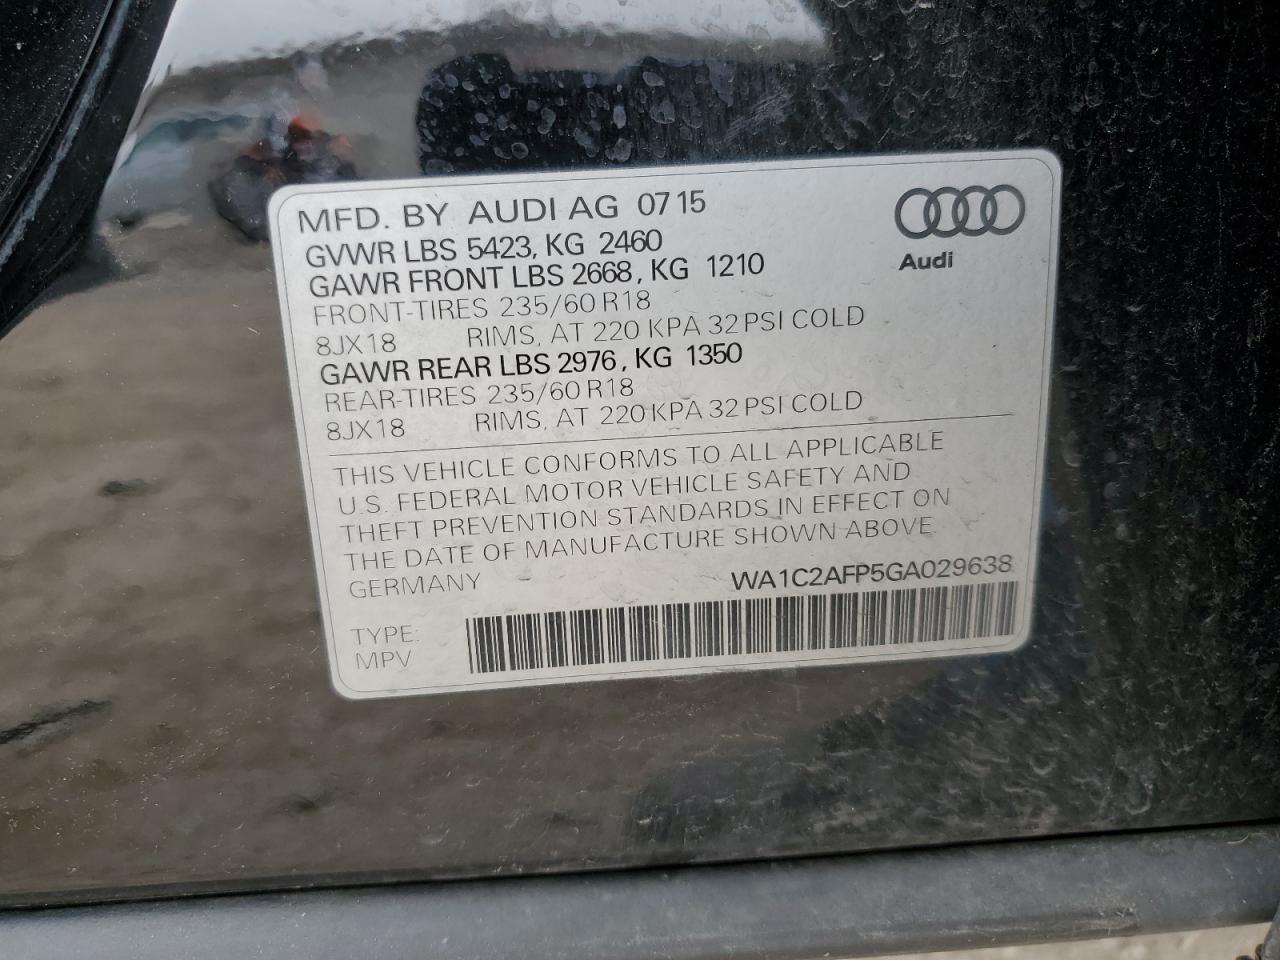 MFD. BY AUDI AG 0715
GVWR LBS 5423, KG 2460
GAWR FRONT LBS 2668, KG 1210
FRONT-TIRES 235/60 R18
8JX18 RIMS, AT 220 KPA 32 PSI COLD
GAWR REAR LBS 2976, KG 1350
REAR-TIRES 235/60 R18
8JX18 RIMS, AT 220 KPA 32 PSI COLD
Audi
THIS VEHICLE CONFORMS TO ALL APPLICABLE
U.S. FEDERAL MOTOR VEHICLE SAFETY AND
THEFT PREVENTION STANDARDS IN EFFECT ON
THE DATE OF MANUFACTURE SHOWN ABOVE.
GERMANY WA1C2AFP5GA029638
TYPE:
MPV